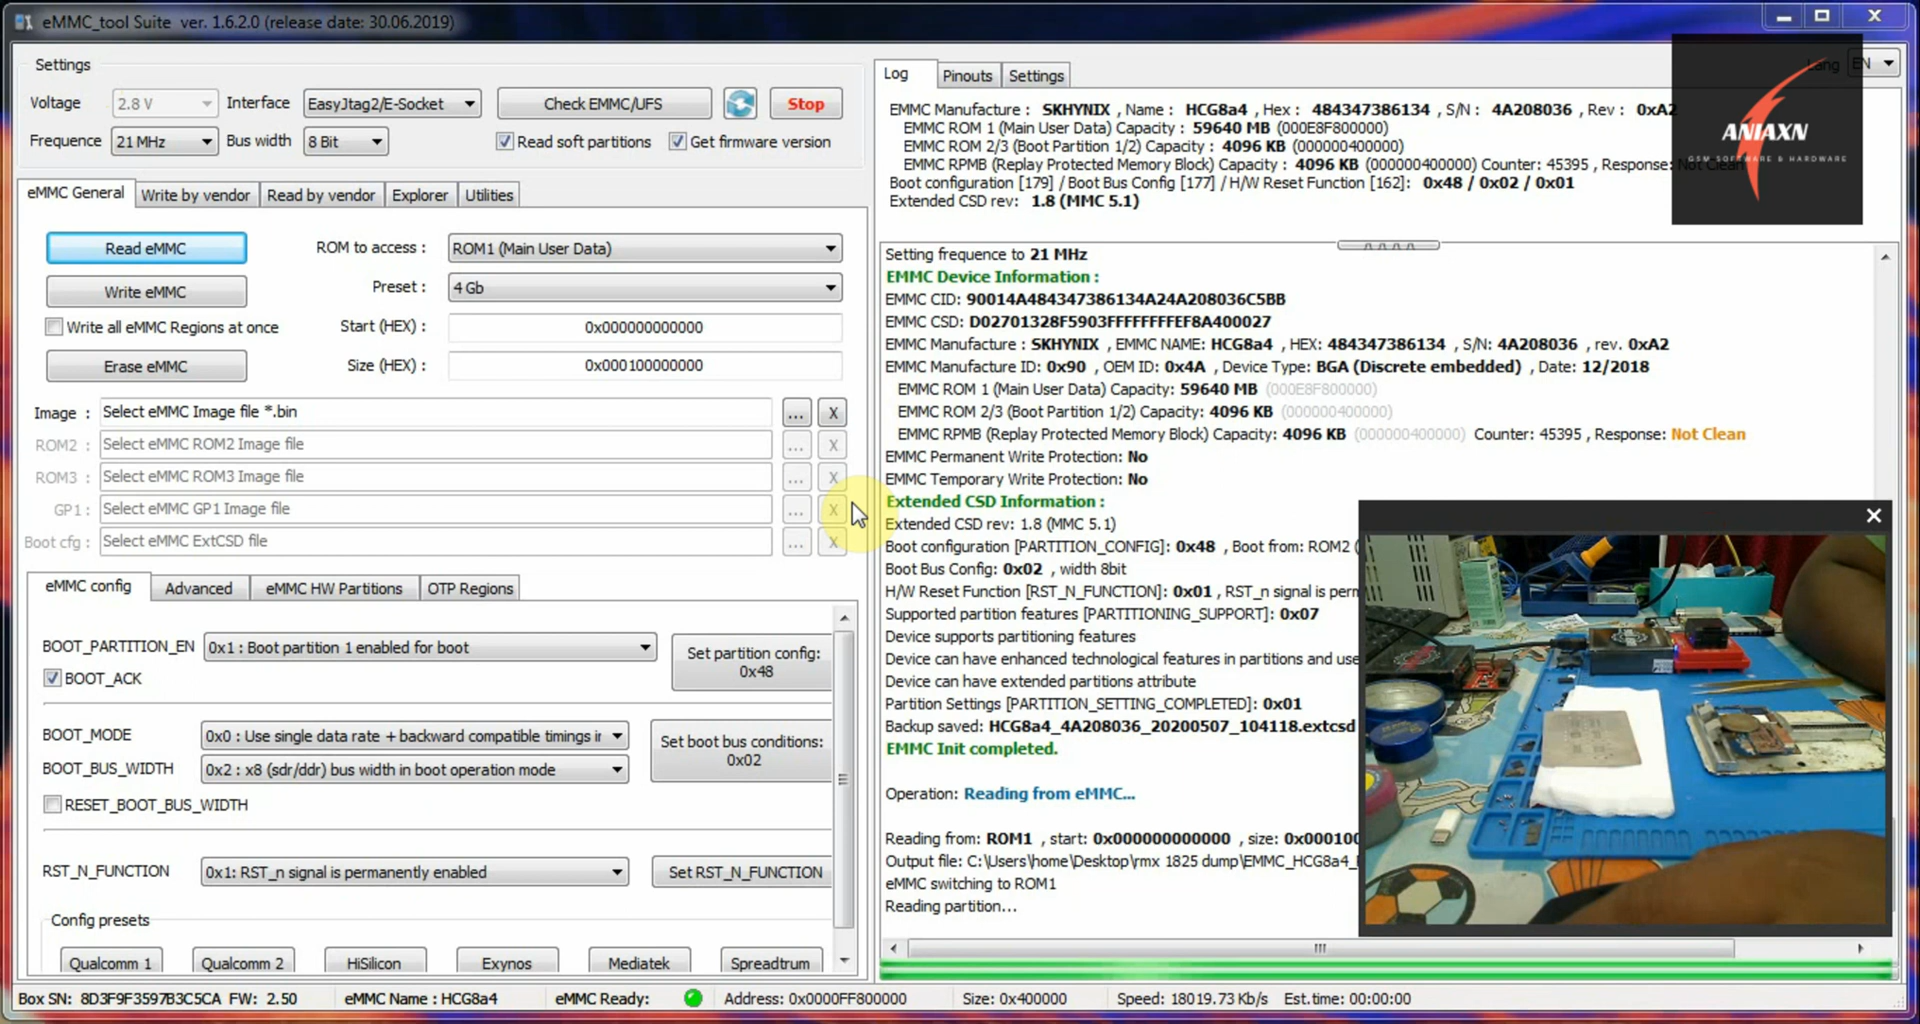 eMMC_tool Suite ver. 1.6.2.0 (release date: 30.06.2019)
Settings
Voltage 2.8 V Interface EasyJtag2/E-Socket Check EMMC/UFS Stop
Frequency 21 MHz Bus width 8 Bit Read soft partitions Get firmware version
eMMC General Write by vendor Read by vendor Explorer Utilities
Read eMMC ROM to access : ROM1 (Main User Data)
Write eMMC Preset : 4 Gb
Write all eMMC Regions at once Start (HEX) : 0x000000000000
Erase eMMC Size (HEX) : 0x000100000000
Image : Select eMMC Image file *.bin ... X
ROM2 : Select eMMC ROM2 Image file ... X
ROM3 : Select eMMC ROM3 Image file ... X
GP1 : Select eMMC GP1 Image file ... X
Boot cfg : Select eMMC ExtCSD file ... X
eMMC config Advanced eMMC HW Partitions OTP Regions
BOOT_PARTITION_EN 0x1 : Boot partition 1 enabled for boot
Set partition config:
0x48
BOOT_ACK
BOOT_MODE 0x0 : Use single data rate + backward compatible timings ir
BOOT_BUS_WIDTH 0x2 : x8 (sdr/ddr) bus width in boot operation mode
Set boot bus conditions:
0x02
RESET_BOOT_BUS_WIDTH
RST_N_FUNCTION 0x1: RST_n signal is permanently enabled Set RST_N_FUNCTION
Config presets
Qualcomm 1 Qualcomm 2 HiSilicon Exynos Mediatek Spreadtrum
Log Pinouts Settings
Lang EN
EMMC Manufacture : SKHYNIX , Name : HCG8a4 , Hex : 484347386134 , S/N : 4A208036 , Rev : 0xA2
EMMC ROM 1 (Main User Data) Capacity : 59640 MB (000E8F800000)
EMMC ROM 2/3 (Boot Partition 1/2) Capacity : 4096 KB (000000400000)
EMMC RPMB (Replay Protected Memory Block) Capacity : 4096 KB (000000400000) Counter: 45395 , Response: Not Clean
Boot configuration [179] / Boot Bus Config [177] / H/W Reset Function [162]: 0x48 / 0x02 / 0x01
Extended CSD rev: 1.8 (MMC 5.1)
ANIAXN
GSM SOFTWARE & HARDWARE
Setting frequency to 21 MHz
EMMC Device Information :
EMMC CID: 90014A484347386134A24A208036C5BB
EMMC CSD: D02701328F5903FFFFFFFFEF8A400027
EMMC Manufacture : SKHYNIX , EMMC NAME: HCG8a4 , HEX: 484347386134 , S/N: 4A208036 , rev. 0xA2
EMMC Manufacture ID: 0x90 , OEM ID: 0x4A , Device Type: BGA (Discrete embedded) , Date: 12/2018
EMMC ROM 1 (Main User Data) Capacity: 59640 MB (000E8F800000)
EMMC ROM 2/3 (Boot Partition 1/2) Capacity: 4096 KB (000000400000)
EMMC RPMB (Replay Protected Memory Block) Capacity: 4096 KB (000000400000) Counter: 45395 , Response: Not Clean
EMMC Permanent Write Protection: No
EMMC Temporary Write Protection: No
Extended CSD Information :
Extended CSD rev: 1.8 (MMC 5.1)
Boot configuration [PARTITION_CONFIG]: 0x48 , Boot from: ROM2 (
Boot Bus Config: 0x02 , width 8bit
H/W Reset Function [RST_N_FUNCTION]: 0x01 , RST_n signal is perm
Supported partition features [PARTITIONING_SUPPORT]: 0x07
Device supports partitioning features
Device can have enhanced technological features in partitions and use
Device can have extended partitions attribute
Partition Settings [PARTITION_SETTING_COMPLETED]: 0x01
Backup saved: HCG8a4_4A208036_20200507_104118.extcsd
EMMC Init completed.
Operation: Reading from eMMC...
Reading from: ROM1 , start: 0x000000000000 , size: 0x000100
Output file: C:\Users\home\Desktop\rmx 1825 dump\EMMC_HCG8a4_
eMMC switching to ROM1
Reading partition...
Box SN: 8D3F9F3597B3C5CA FW: 2.50 eMMC Name : HCG8a4 eMMC Ready: Address: 0x0000FF800000 Size: 0x400000 Speed: 18019.73 Kb/s Est.time: 00:00:00